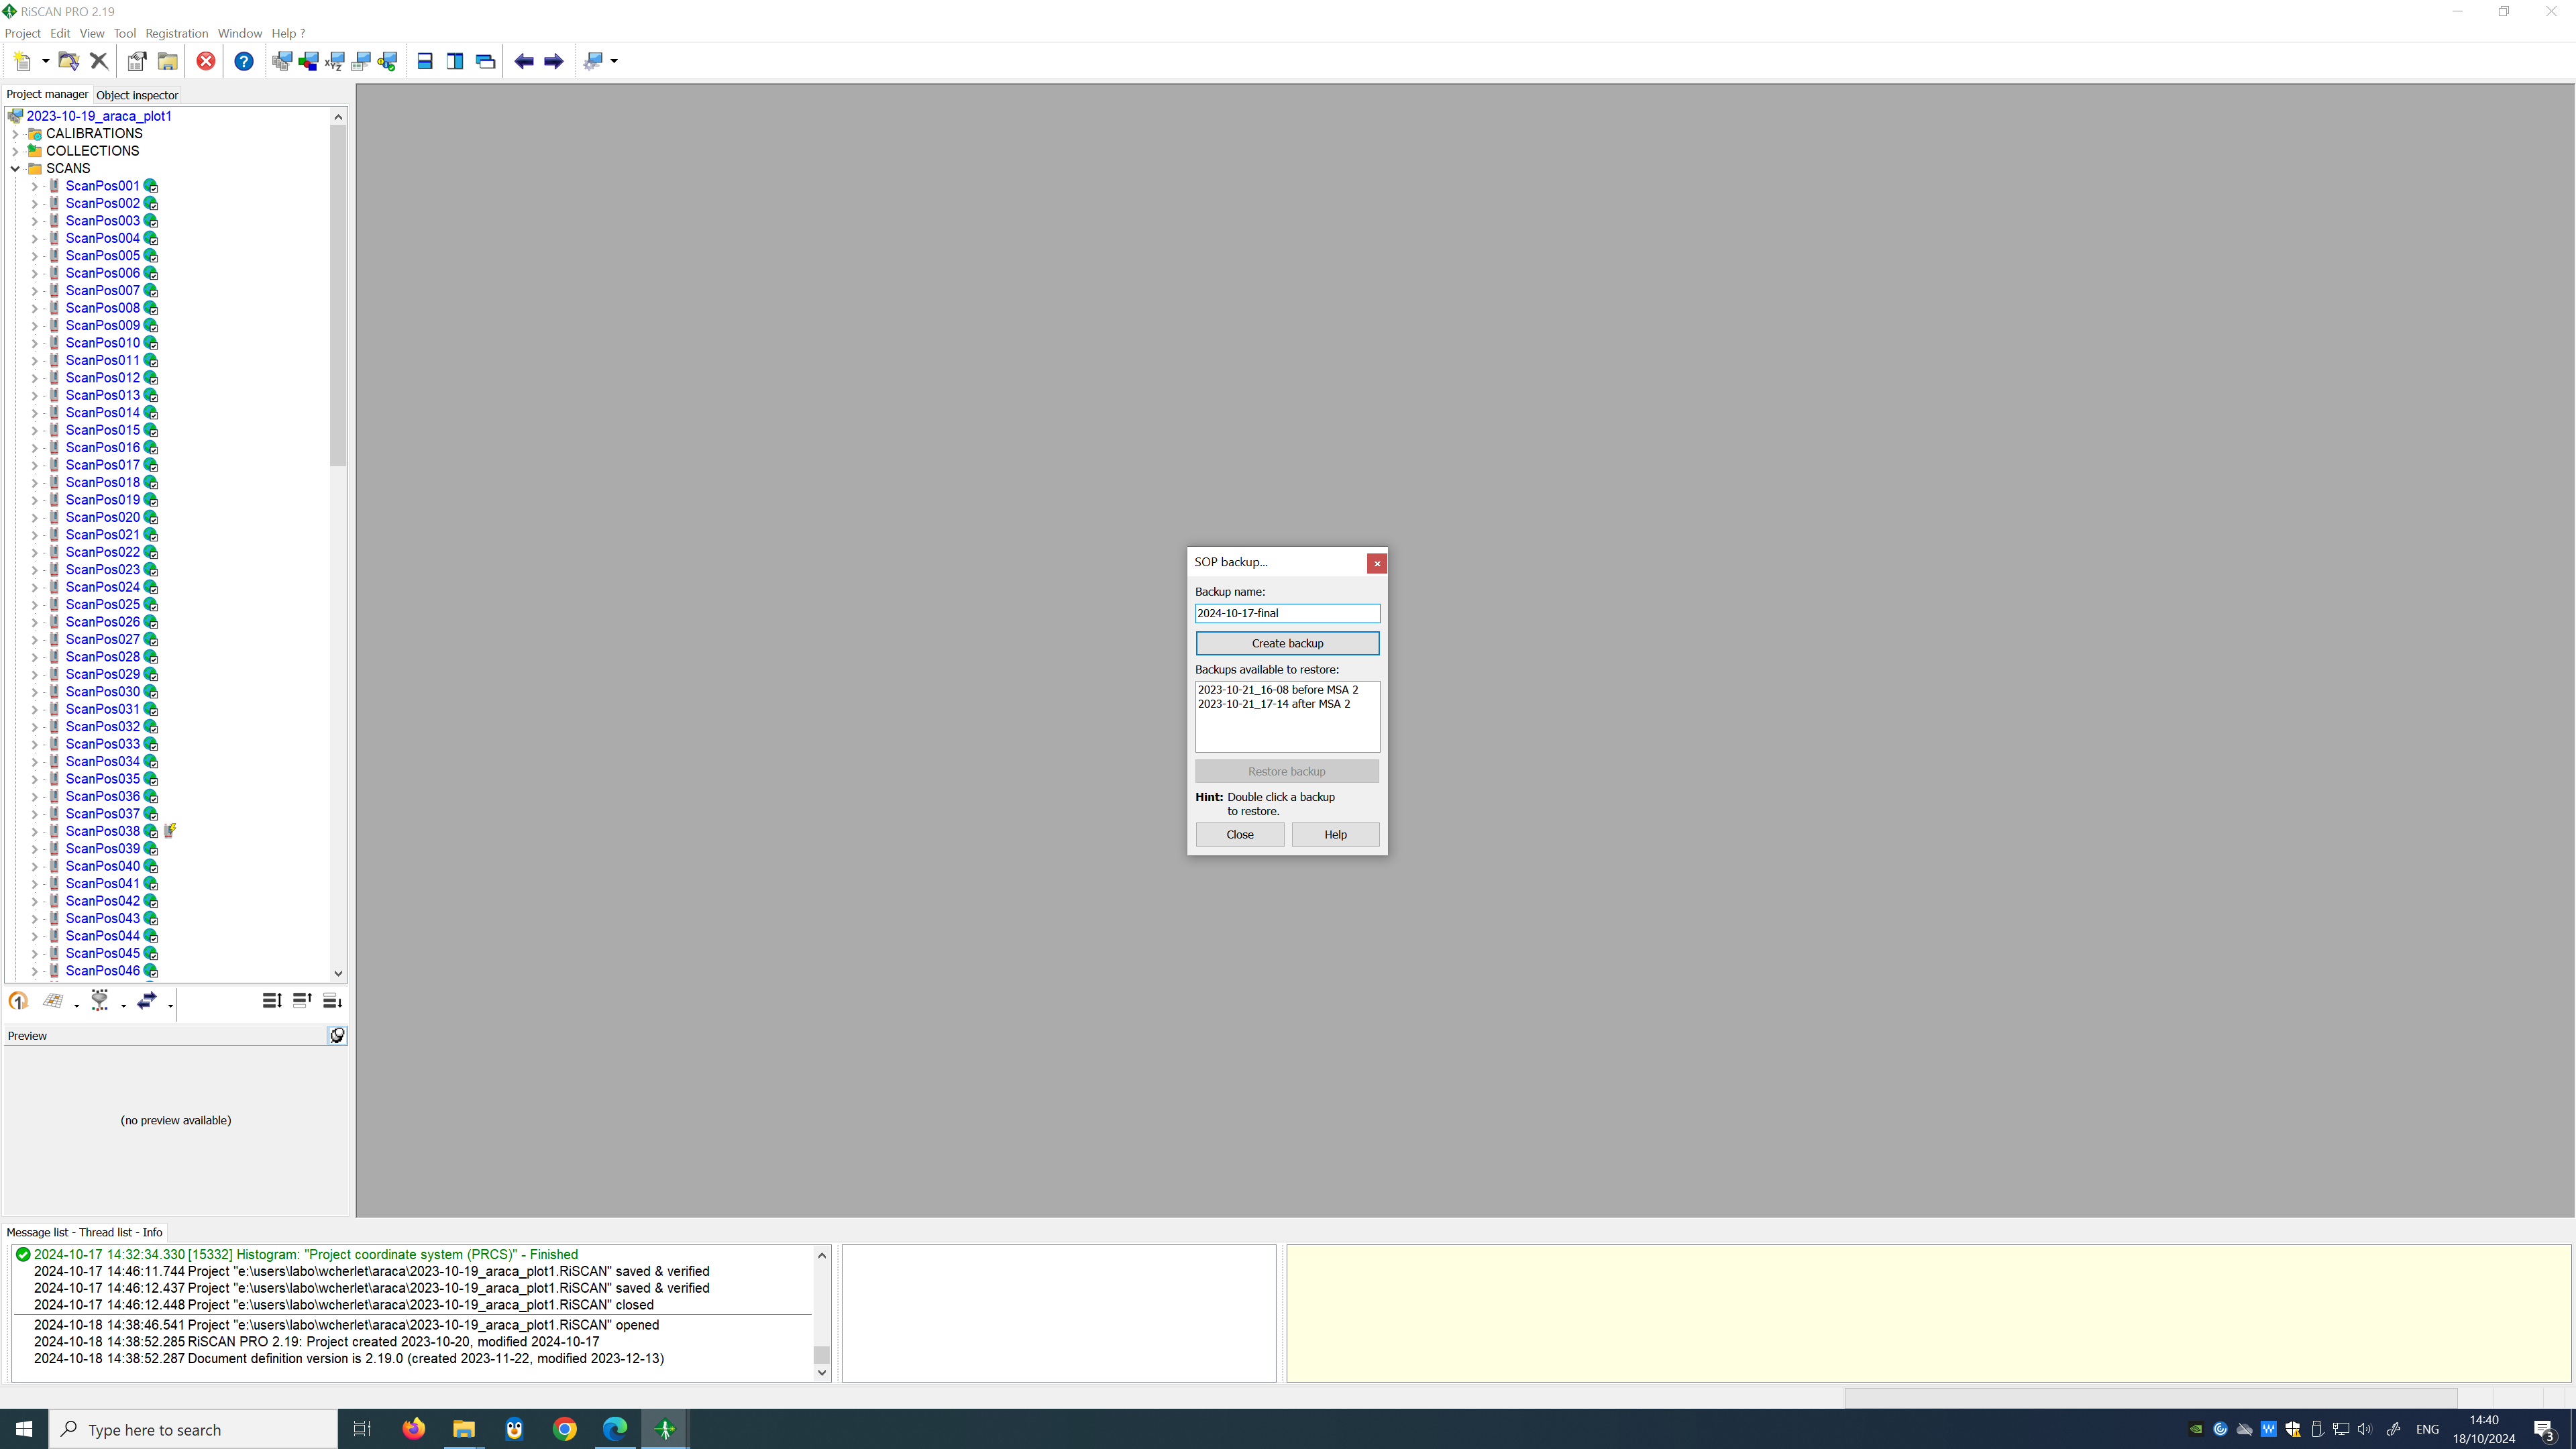 RiSCAN PRO 2.19
Project Edit View Tool Registration Window Help ?
Project manager Object inspector
2023-10-19_araca_plot1
CALIBRATIONS
COLLECTIONS
SCANS
ScanPos001
ScanPos002
ScanPos003
ScanPos004
ScanPos005
ScanPos006
ScanPos007
ScanPos008
ScanPos009
ScanPos010
ScanPos011
ScanPos012
ScanPos013
ScanPos014
ScanPos015
ScanPos016
ScanPos017
ScanPos018
ScanPos019
ScanPos020
ScanPos021
ScanPos022
ScanPos023
ScanPos024
ScanPos025
ScanPos026
ScanPos027
ScanPos028
ScanPos029
ScanPos030
ScanPos031
ScanPos032
ScanPos033
ScanPos034
ScanPos035
ScanPos036
ScanPos037
ScanPos038
ScanPos039
ScanPos040
ScanPos041
ScanPos042
ScanPos043
ScanPos044
ScanPos045
ScanPos046
Preview
(no preview available)
SOP backup...
Backup name:
2024-10-17-final
Create backup
Backups available to restore:
2023-10-21_16-08 before MSA 2
2023-10-21_17-14 after MSA 2
Restore backup
Hint: Double click a backup
to restore.
Close Help
Message list - Thread list - Info
2024-10-17 14:32:34.330 [15332] Histogram: "Project coordinate system (PRCS)" - Finished
2024-10-17 14:46:11.744 Project "e:\users\labo\wcherlet\araca\2023-10-19_araca_plot1.RiSCAN" saved & verified
2024-10-17 14:46:12.437 Project "e:\users\labo\wcherlet\araca\2023-10-19_araca_plot1.RiSCAN" saved & verified
2024-10-17 14:46:12.448 Project "e:\users\labo\wcherlet\araca\2023-10-19_araca_plot1.RiSCAN" closed
2024-10-18 14:38:46.541 Project "e:\users\labo\wcherlet\araca\2023-10-19_araca_plot1.RiSCAN" opened
2024-10-18 14:38:52.285 RiSCAN PRO 2.19: Project created 2023-10-20, modified 2024-10-17
2024-10-18 14:38:52.287 Document definition version is 2.19.0 (created 2023-11-22, modified 2023-12-13)
Type here to search
ENG
14:40
18/10/2024
3